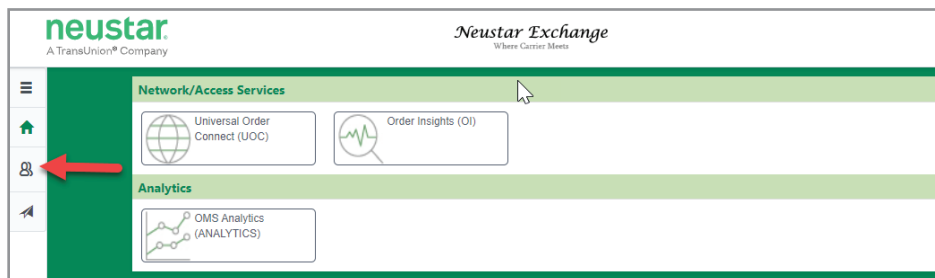 neustar.
A TransUnion® Company
Neustar Exchange
Where Carrier Meets
Network/Access Services
Universal Order
Connect (UOC)
Order Insights (OI)
Analytics
OMS Analytics
(ANALYTICS)